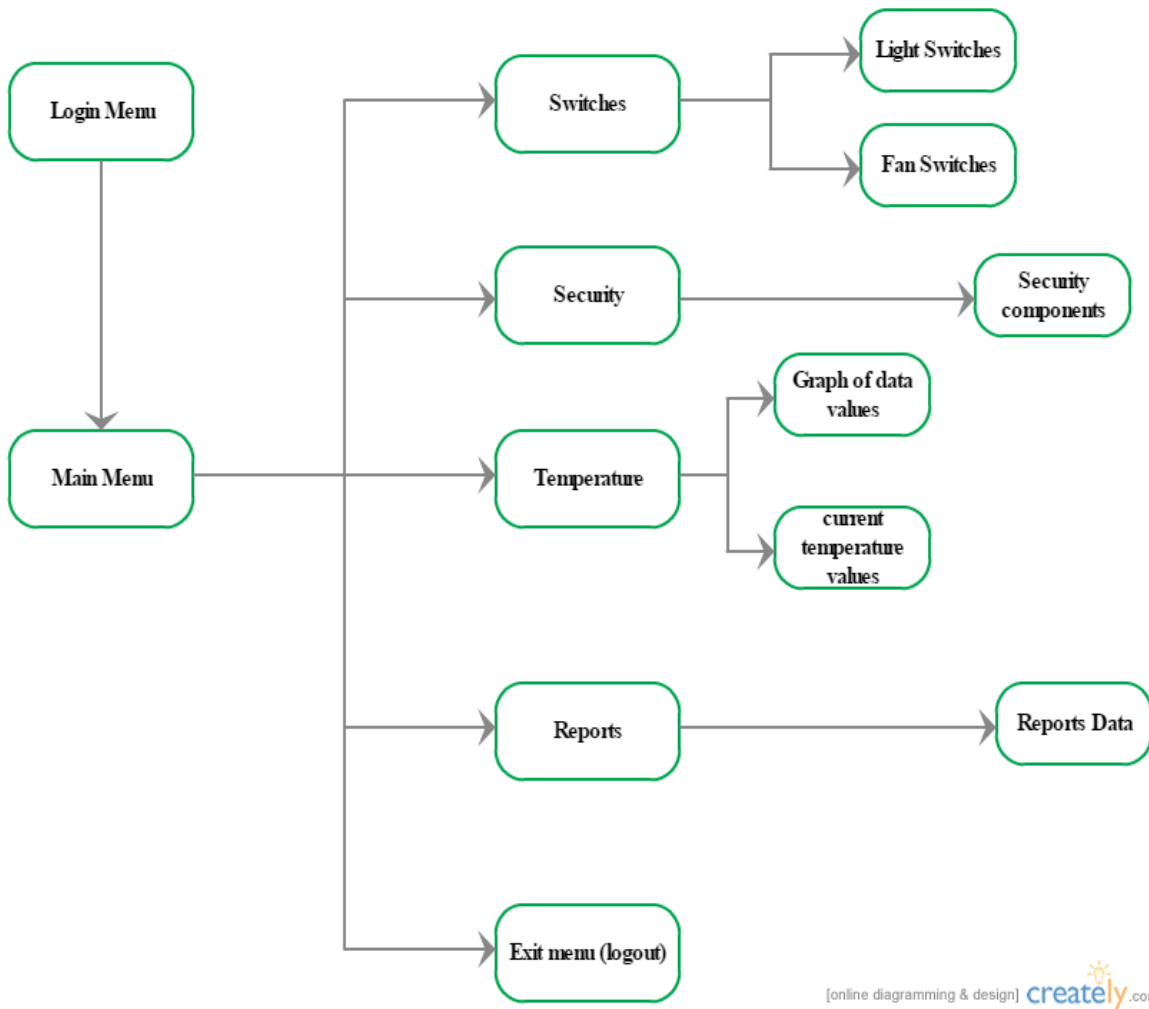 Login Menu
Main Menu
Switches
Light Switches
Fan Switches
Security
Security
components
Temperature
Graph of data
values
current
temperature
values
Reports
Reports Data
Exit menu (logout)
[online diagramming & design] creately.com